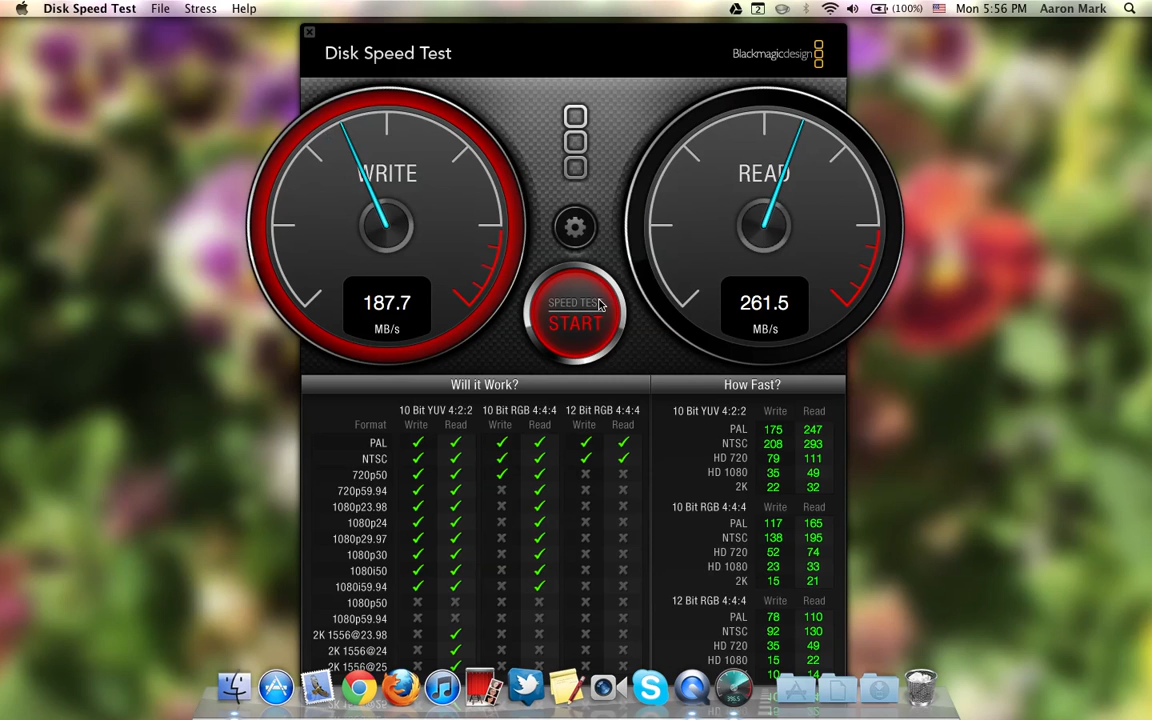 Disk Speed Test File Stress Help 2 (100%) Mon 5:56 PM Aaron Mark
Disk Speed Test
Blackmagicdesign
WRITE
187.7
MB/s
SPEED TEST
START
READ
261.5
MB/s
Will it Work?
10 Bit YUV 4:2:2 10 Bit RGB 4:4:4 12 Bit RGB 4:4:4
Format Write Read Write Read Write Read
PAL ✓ ✓ ✓ ✓ ✓ ✓
NTSC ✓ ✓ ✓ ✓ ✓ ✓
720p50 ✓ ✓ ✓ ✓ x x
720p59.94 ✓ ✓ x ✓ x x
1080p23.98 ✓ ✓ x ✓ x x
1080p24 ✓ ✓ x ✓ x x
1080p29.97 ✓ ✓ x ✓ x x
1080p30 ✓ ✓ x ✓ x x
1080i50 ✓ ✓ x ✓ x x
1080i59.94 ✓ ✓ x ✓ x x
1080p50 x x x x x x
1080p59.94 x x x x x x
2K 1556@23.98 x ✓ x x x x
2K 1556@24 x ✓ x x x x
2K 1556@25 x ✓ x x x x
How Fast?
10 Bit YUV 4:2:2 Write Read
PAL 175 247
NTSC 208 293
HD 720 79 111
HD 1080 35 49
2K 22 32
10 Bit RGB 4:4:4 Write Read
PAL 117 165
NTSC 138 195
HD 720 52 74
HD 1080 23 33
2K 15 21
12 Bit RGB 4:4:4 Write Read
PAL 78 110
NTSC 92 130
HD 720 35 49
HD 1080 15 22
10 14